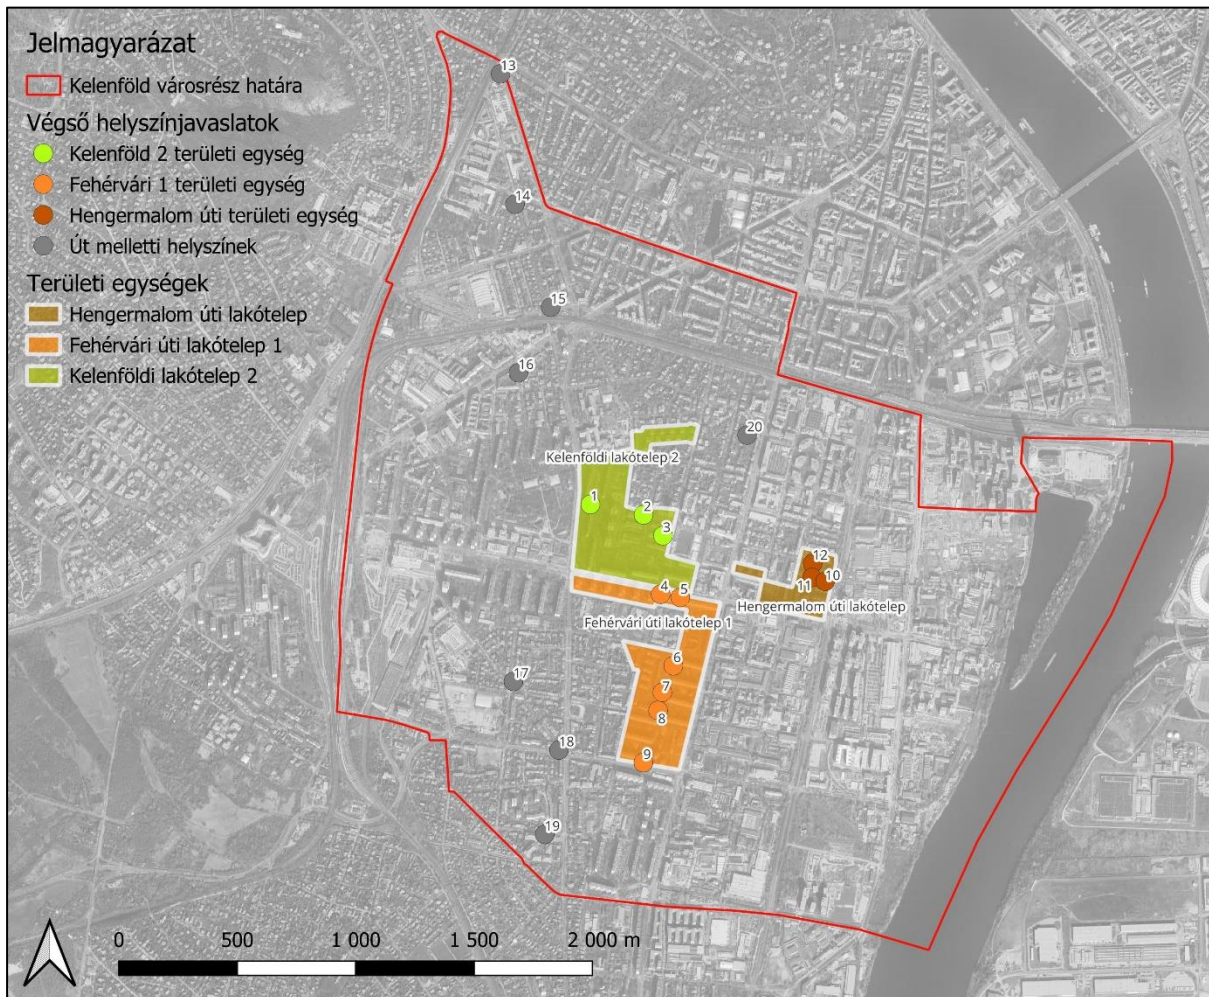 Jelmagyarázat
Kelenföld városrész határa
Végső helyszínjavaslatok
Kelenföld 2 területi egység
Fehérvári 1 területi egység
Hengermalom úti területi egység
Út melletti helyszínek
Területi egységek
Hengermalom úti lakótelep
Fehérvári úti lakótelep 1
Kelenföldi lakótelep 2
13
14
15
16
20
Kelenföldi lakótelep 2
1
2
3
12
11
10
4
5
Hengermalom úti lakótelep
Fehérvári úti lakótelep 1
6
17
7
8
18
9
19
0 500 1 000 1 500 2 000 m